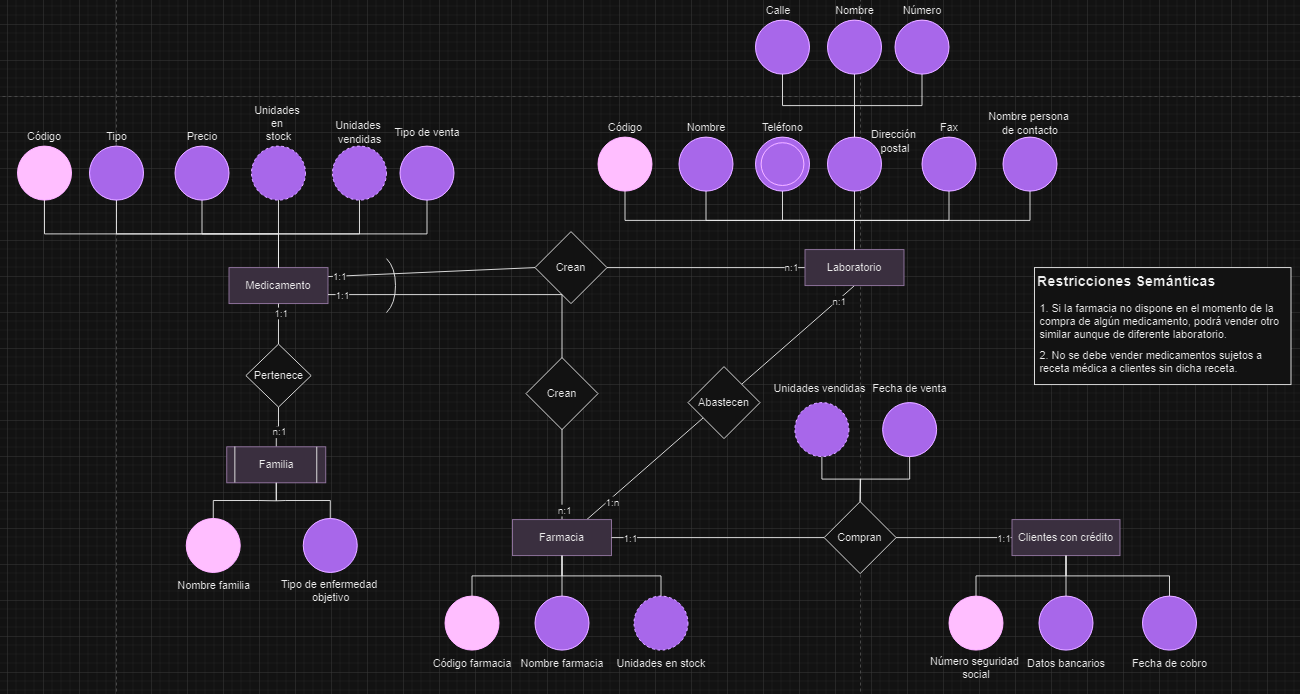 Calle
Nombre
Número
Código
Tipo
Precio
Unidades
en
stock
Unidades
vendidas
Tipo de venta
Código
Nombre
Teléfono
Dirección
postal
Fax
Nombre persona
de contacto
Medicamento
1:1
1:1
1:1
Crean
n:1
Laboratorio
n:1
Restricciones Semánticas
1. Si la farmacia no dispone en el momento de la
compra de algún medicamento, podrá vender otro
similar aunque de diferente laboratorio.
2. No se debe vender medicamentos sujetos a
receta médica a clientes sin dicha receta.
Pertenece
n:1
Crean
n:1
Abastecen
1:n
Unidades vendidas
Fecha de venta
Familia
Nombre familia
Tipo de enfermedad
objetivo
Farmacia
1:1
Compran
1:1
Clientes con crédito
Código farmacia
Nombre farmacia
Unidades en stock
Número seguridad
social
Datos bancarios
Fecha de cobro